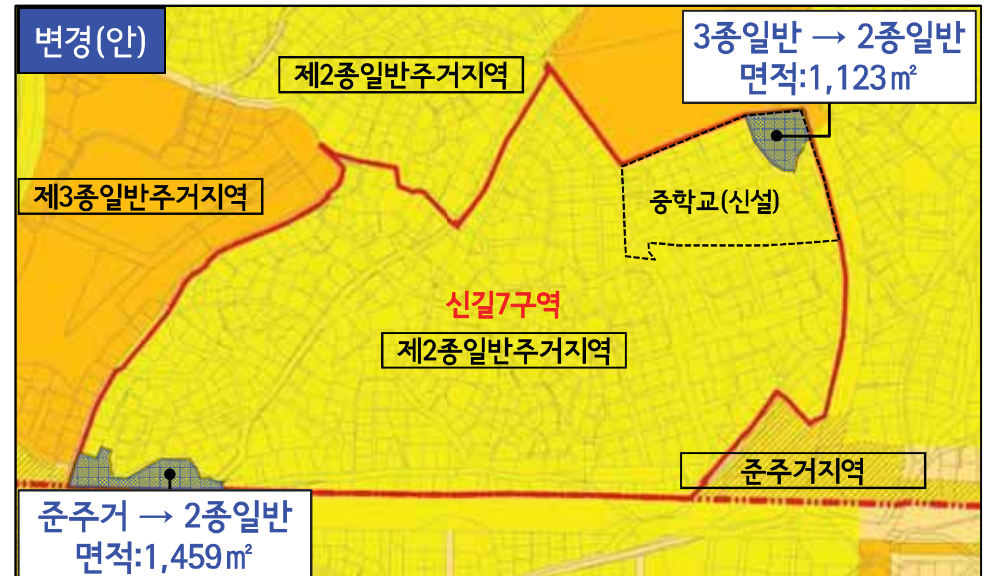 변경(안)
3종일반 → 2종일반
면적:1,123㎡
제2종일반주거지역
제3종일반주거지역
중학교(신설)
신길7구역
제2종일반주거지역
준주거지역
준주거 → 2종일반
면적:1,459㎡